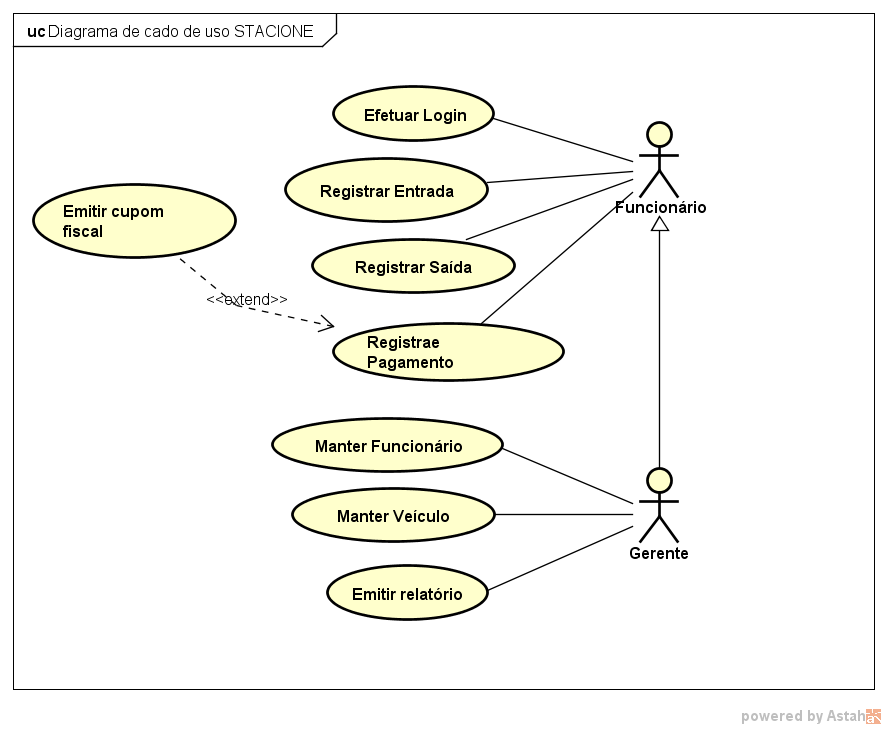 uc Diagrama de cado de uso STACIONE
Efetuar Login
Registrar Entrada
Funcionário
Emitir cupom
fiscal
Registrar Saída
<<extend>>
Registrae
Pagamento
Manter Funcionário
Manter Veículo
Gerente
Emitir relatório
powered by Astah